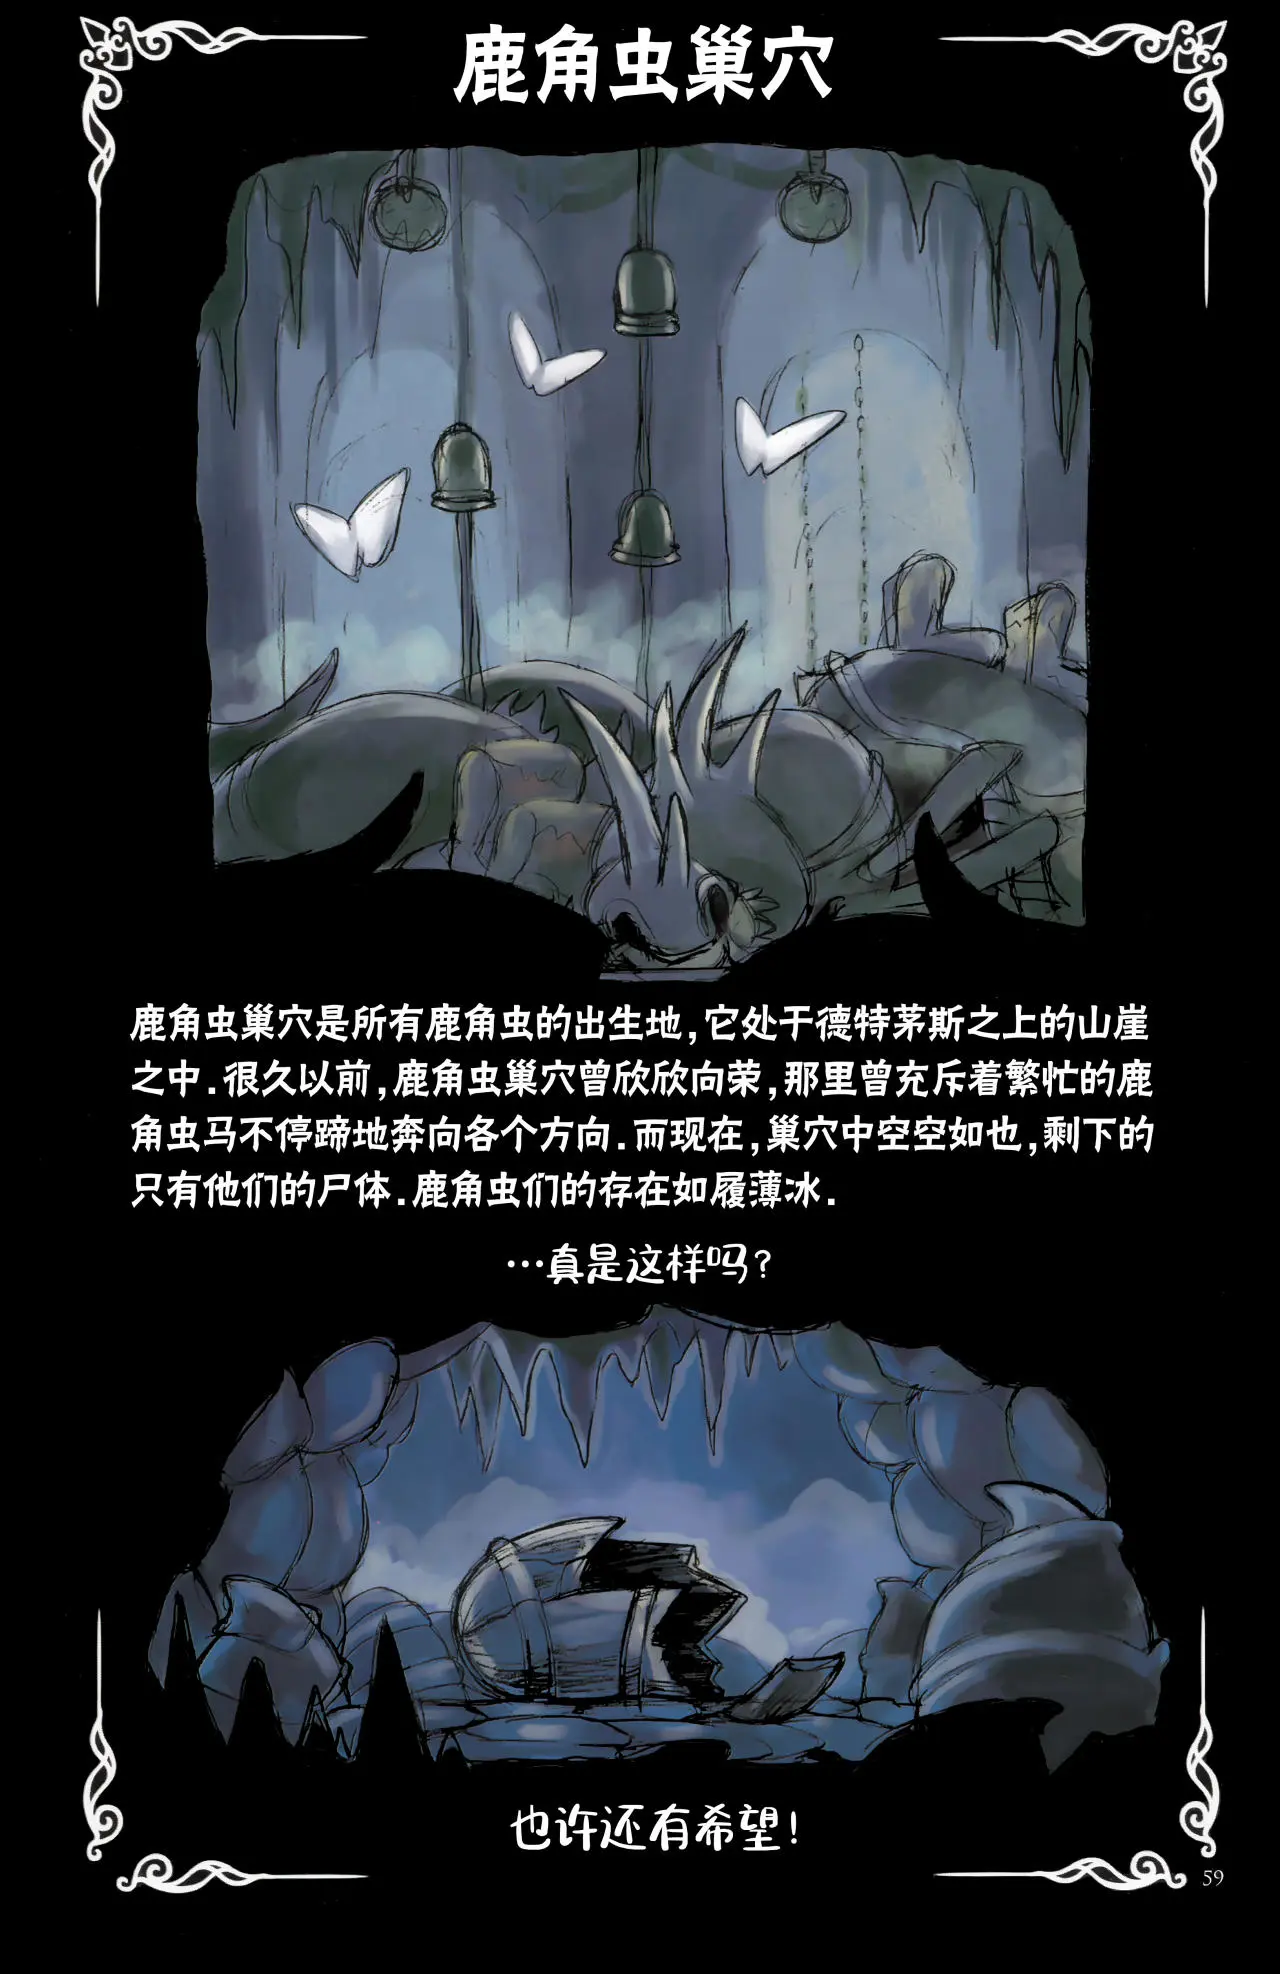 鹿角虫巢穴
鹿角虫巢穴是所有鹿角虫的出生地,它处于德特茅斯之上的山崖
之中.很久以前,鹿角虫巢穴曾欣欣向荣,那里曾充斥着繁忙的鹿
角虫马不停蹄地奔向各个方向.而现在,巢穴中空空如也,剩下的
只有他们的尸体.鹿角虫们的存在如履薄冰.
…真是这样吗?
也许还有希望!
59